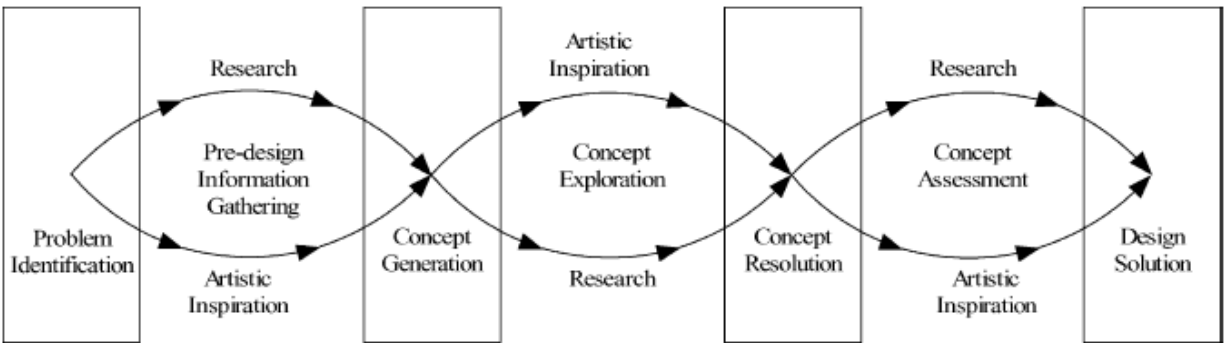 Problem
Identification
Research
Pre-design
Information
Gathering
Artistic
Inspiration
Concept
Generation
Artistic
Inspiration
Concept
Exploration
Research
Concept
Resolution
Research
Concept
Assessment
Artistic
Inspiration
Design
Solution